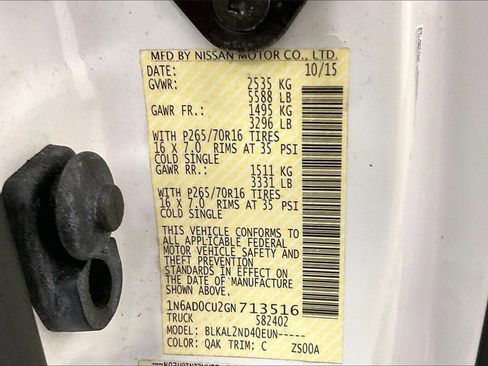 MFD BY NISSAN MOTOR CO., LTD.
DATE: 10/15
GVWR: 2535 KG
5588 LB
GAWR FR.: 1495 KG
3296 LB
WITH P265/70R16 TIRES
16 X 7.0 RIMS AT 35 PSI
COLD SINGLE
GAWR RR.: 1511 KG
3331 LB
WITH P265/70R16 TIRES
16 X 7.0 RIMS AT 35 PSI
COLD SINGLE
THIS VEHICLE CONFORMS TO
ALL APPLICABLE FEDERAL
MOTOR VEHICLE SAFETY AND
THEFT PREVENTION
STANDARDS IN EFFECT ON
THE DATE OF MANUFACTURE
SHOWN ABOVE.
1N6AD0CU2GN713516
TRUCK 582402
MODEL: BLKAL2ND40EUN-----
COLOR: QAK TRIM: C ZS00A